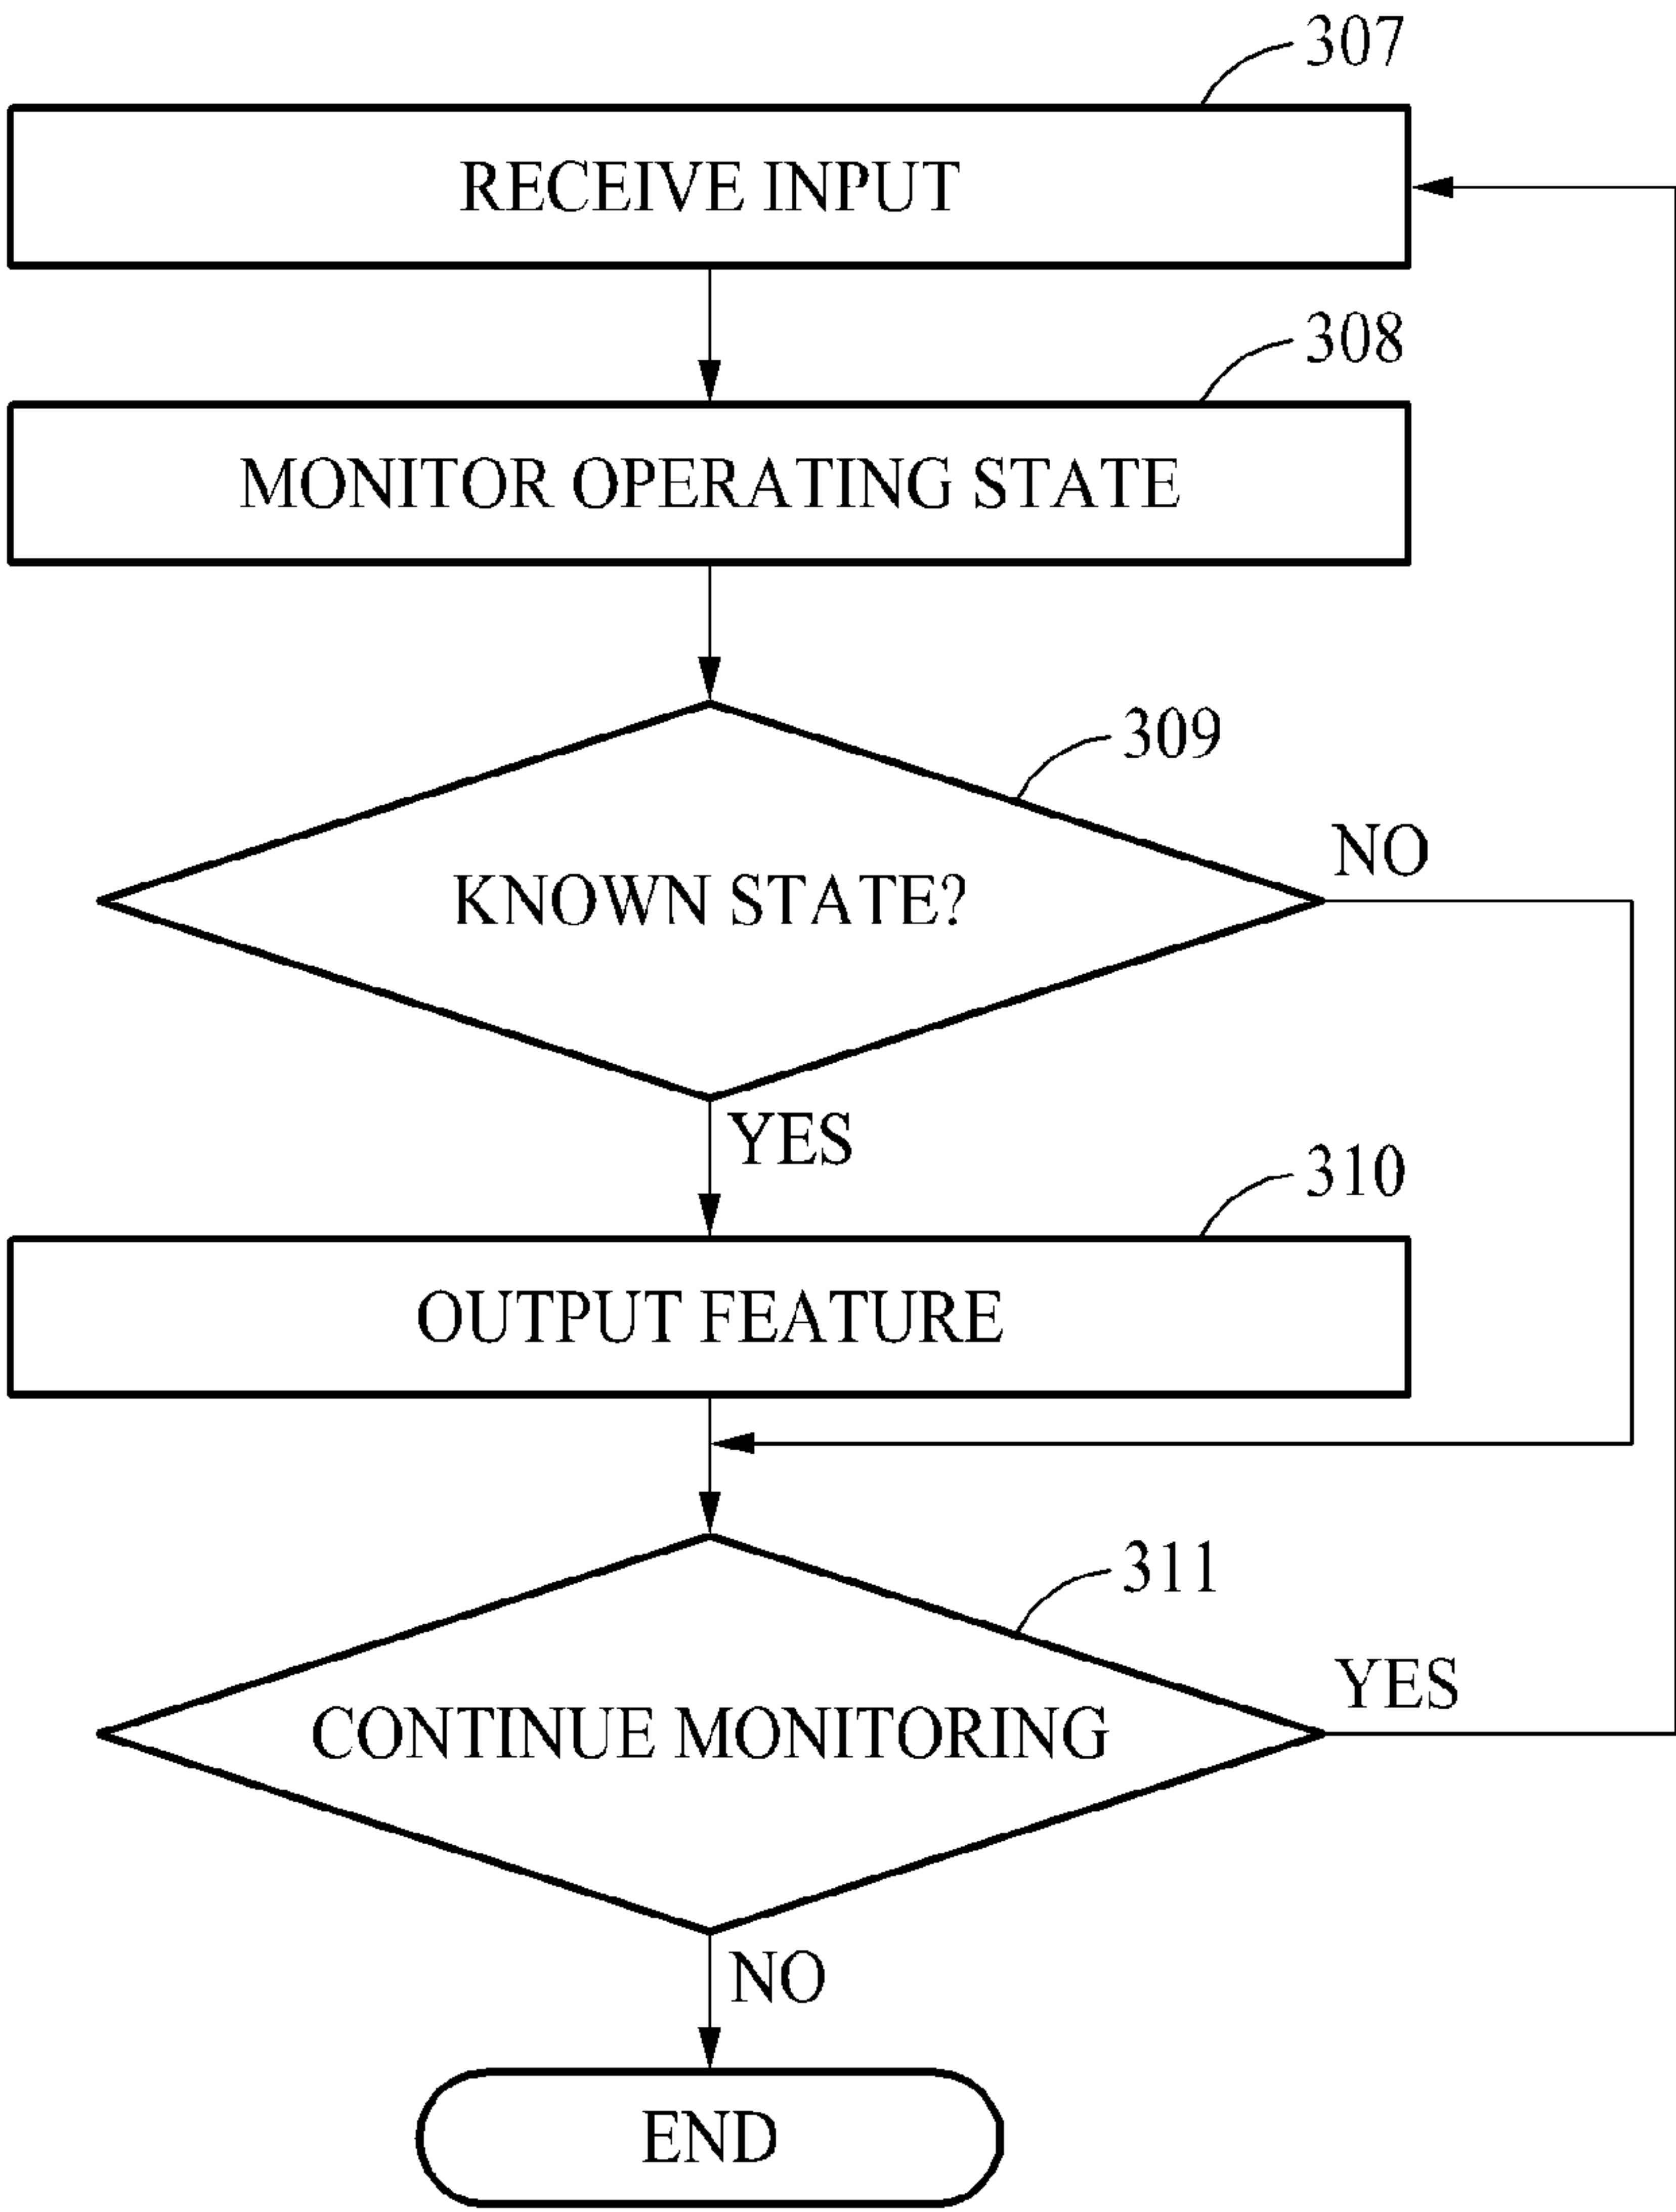 307
RECEIVE INPUT
308
MONITOR OPERATING STATE
309
KNOWN STATE?
NO
YES
310
OUTPUT FEATURE
311
CONTINUE MONITORING
YES
NO
END